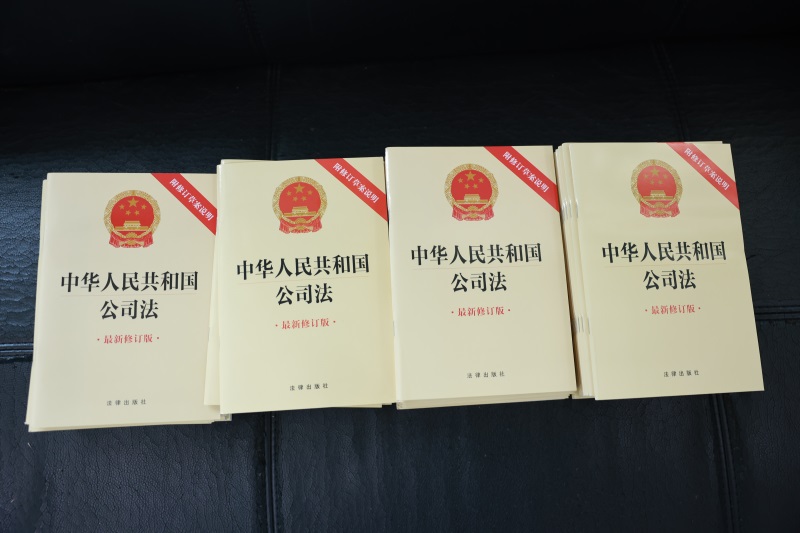 附修订草案说明
中华人民共和国
公司法
·最新修订版·
法律出版社
附修订草案说明
中华人民共和国
公司法
·最新修订版·
法律出版社
附修订草案说明
中华人民共和国
公司法
·最新修订版·
法律出版社
附修订草案说明
中华人民共和国
公司法
·最新修订版·
法律出版社